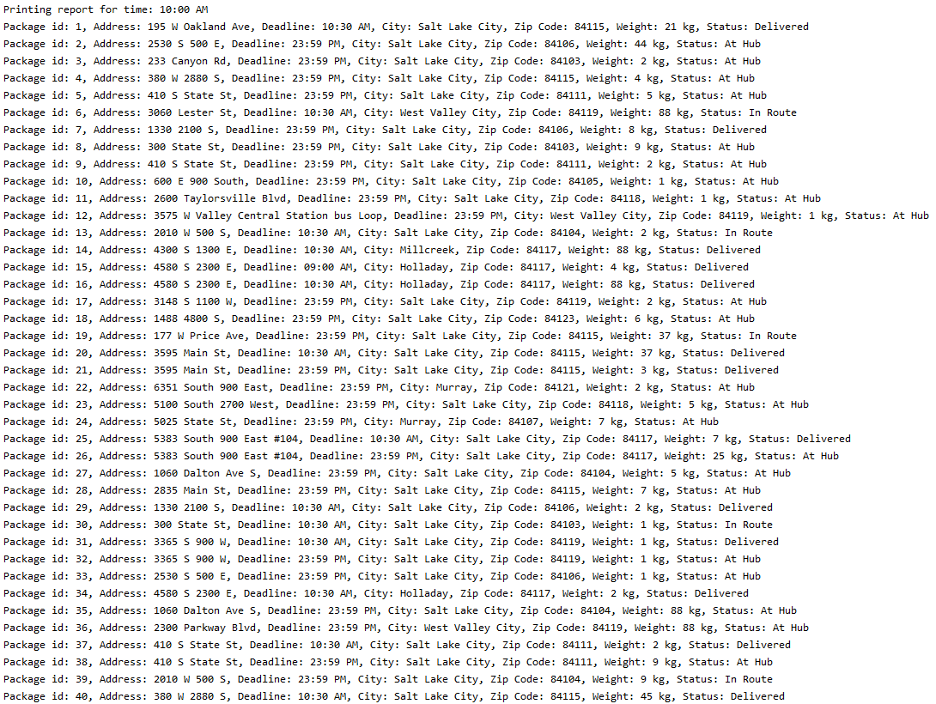 Printing report for time: 10:00 AM
Package id: 1, Address: 195 W Oakland Ave, Deadline: 10:30 AM, City: Salt Lake City, Zip Code: 84115, Weight: 21 kg, Status: Delivered
Package id: 2, Address: 2530 S 500 E, Deadline: 23:59 PM, City: Salt Lake City, Zip Code: 84106, Weight: 44 kg, Status: At Hub
Package id: 3, Address: 233 Canyon Rd, Deadline: 23:59 PM, City: Salt Lake City, Zip Code: 84103, Weight: 2 kg, Status: At Hub
Package id: 4, Address: 380 W 2880 S, Deadline: 23:59 PM, City: Salt Lake City, Zip Code: 84115, Weight: 4 kg, Status: At Hub
Package id: 5, Address: 410 S State St, Deadline: 23:59 PM, City: Salt Lake City, Zip Code: 84111, Weight: 5 kg, Status: At Hub
Package id: 6, Address: 3060 Lester St, Deadline: 10:30 AM, City: West Valley City, Zip Code: 84119, Weight: 88 kg, Status: In Route
Package id: 7, Address: 1330 2100 S, Deadline: 23:59 PM, City: Salt Lake City, Zip Code: 84106, Weight: 8 kg, Status: Delivered
Package id: 8, Address: 300 State St, Deadline: 23:59 PM, City: Salt Lake City, Zip Code: 84103, Weight: 9 kg, Status: At Hub
Package id: 9, Address: 410 S State St, Deadline: 23:59 PM, City: Salt Lake City, Zip Code: 84111, Weight: 2 kg, Status: At Hub
Package id: 10, Address: 600 E 900 South, Deadline: 23:59 PM, City: Salt Lake City, Zip Code: 84105, Weight: 1 kg, Status: At Hub
Package id: 11, Address: 2600 Taylorsville Blvd, Deadline: 23:59 PM, City: Salt Lake City, Zip Code: 84118, Weight: 1 kg, Status: At Hub
Package id: 12, Address: 3575 W Valley Central Station bus Loop, Deadline: 23:59 PM, City: West Valley City, Zip Code: 84119, Weight: 1 kg, Status: At Hub
Package id: 13, Address: 2010 W 500 S, Deadline: 10:30 AM, City: Salt Lake City, Zip Code: 84104, Weight: 2 kg, Status: In Route
Package id: 14, Address: 4300 S 1300 E, Deadline: 10:30 AM, City: Millcreek, Zip Code: 84117, Weight: 88 kg, Status: Delivered
Package id: 15, Address: 4580 S 2300 E, Deadline: 09:00 AM, City: Holladay, Zip Code: 84117, Weight: 4 kg, Status: Delivered
Package id: 16, Address: 4580 S 2300 E, Deadline: 10:30 AM, City: Holladay, Zip Code: 84117, Weight: 88 kg, Status: Delivered
Package id: 17, Address: 3148 S 1100 W, Deadline: 23:59 PM, City: Salt Lake City, Zip Code: 84119, Weight: 2 kg, Status: At Hub
Package id: 18, Address: 1488 4800 S, Deadline: 23:59 PM, City: Salt Lake City, Zip Code: 84123, Weight: 6 kg, Status: At Hub
Package id: 19, Address: 177 W Price Ave, Deadline: 23:59 PM, City: Salt Lake City, Zip Code: 84115, Weight: 37 kg, Status: In Route
Package id: 20, Address: 3595 Main St, Deadline: 10:30 AM, City: Salt Lake City, Zip Code: 84115, Weight: 37 kg, Status: Delivered
Package id: 21, Address: 3595 Main St, Deadline: 23:59 PM, City: Salt Lake City, Zip Code: 84115, Weight: 3 kg, Status: Delivered
Package id: 22, Address: 6351 South 900 East, Deadline: 23:59 PM, City: Murray, Zip Code: 84121, Weight: 2 kg, Status: At Hub
Package id: 23, Address: 5100 South 2700 West, Deadline: 23:59 PM, City: Salt Lake City, Zip Code: 84118, Weight: 5 kg, Status: At Hub
Package id: 24, Address: 5025 State St, Deadline: 23:59 PM, City: Murray, Zip Code: 84107, Weight: 7 kg, Status: At Hub
Package id: 25, Address: 5383 South 900 East #104, Deadline: 10:30 AM, City: Salt Lake City, Zip Code: 84117, Weight: 7 kg, Status: Delivered
Package id: 26, Address: 5383 South 900 East #104, Deadline: 23:59 PM, City: Salt Lake City, Zip Code: 84117, Weight: 25 kg, Status: At Hub
Package id: 27, Address: 1060 Dalton Ave S, Deadline: 23:59 PM, City: Salt Lake City, Zip Code: 84104, Weight: 5 kg, Status: At Hub
Package id: 28, Address: 2835 Main St, Deadline: 23:59 PM, City: Salt Lake City, Zip Code: 84115, Weight: 7 kg, Status: At Hub
Package id: 29, Address: 1330 2100 S, Deadline: 10:30 AM, City: Salt Lake City, Zip Code: 84106, Weight: 2 kg, Status: Delivered
Package id: 30, Address: 300 State St, Deadline: 10:30 AM, City: Salt Lake City, Zip Code: 84103, Weight: 1 kg, Status: In Route
Package id: 31, Address: 3365 S 900 W, Deadline: 10:30 AM, City: Salt Lake City, Zip Code: 84119, Weight: 1 kg, Status: Delivered
Package id: 32, Address: 3365 S 900 W, Deadline: 23:59 PM, City: Salt Lake City, Zip Code: 84119, Weight: 1 kg, Status: At Hub
Package id: 33, Address: 2530 S 500 E, Deadline: 23:59 PM, City: Salt Lake City, Zip Code: 84106, Weight: 1 kg, Status: At Hub
Package id: 34, Address: 4580 S 2300 E, Deadline: 10:30 AM, City: Holladay, Zip Code: 84117, Weight: 2 kg, Status: Delivered
Package id: 35, Address: 1060 Dalton Ave S, Deadline: 23:59 PM, City: Salt Lake City, Zip Code: 84104, Weight: 88 kg, Status: At Hub
Package id: 36, Address: 2300 Parkway Blvd, Deadline: 23:59 PM, City: West Valley City, Zip Code: 84119, Weight: 88 kg, Status: At Hub
Package id: 37, Address: 410 S State St, Deadline: 10:30 AM, City: Salt Lake City, Zip Code: 84111, Weight: 2 kg, Status: Delivered
Package id: 38, Address: 410 S State St, Deadline: 23:59 PM, City: Salt Lake City, Zip Code: 84111, Weight: 9 kg, Status: At Hub
Package id: 39, Address: 2010 W 500 S, Deadline: 23:59 PM, City: Salt Lake City, Zip Code: 84104, Weight: 9 kg, Status: In Route
Package id: 40, Address: 380 W 2880 S, Deadline: 10:30 AM, City: Salt Lake City, Zip Code: 84115, Weight: 45 kg, Status: Delivered